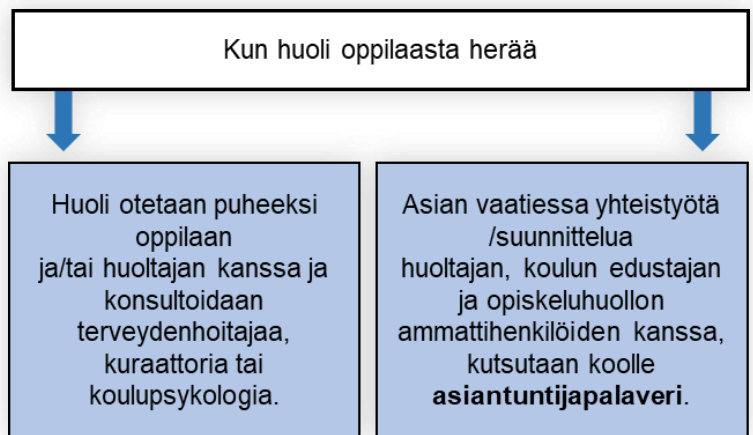 Kun huoli oppilaasta herää
Huoli otetaan puheeksi
oppilaan
ja/tai huoltajan kanssa ja
konsultoidaan
terveydenhoitajaa,
kuraattoria tai
koulupsykologia.
Asian vaatiessa yhteistyötä
/suunnittelua
huoltajan, koulun edustajan
ja opiskeluhuollon
ammattihenkilöiden kanssa,
kutsutaan koolle
asiantuntijapalaveri.